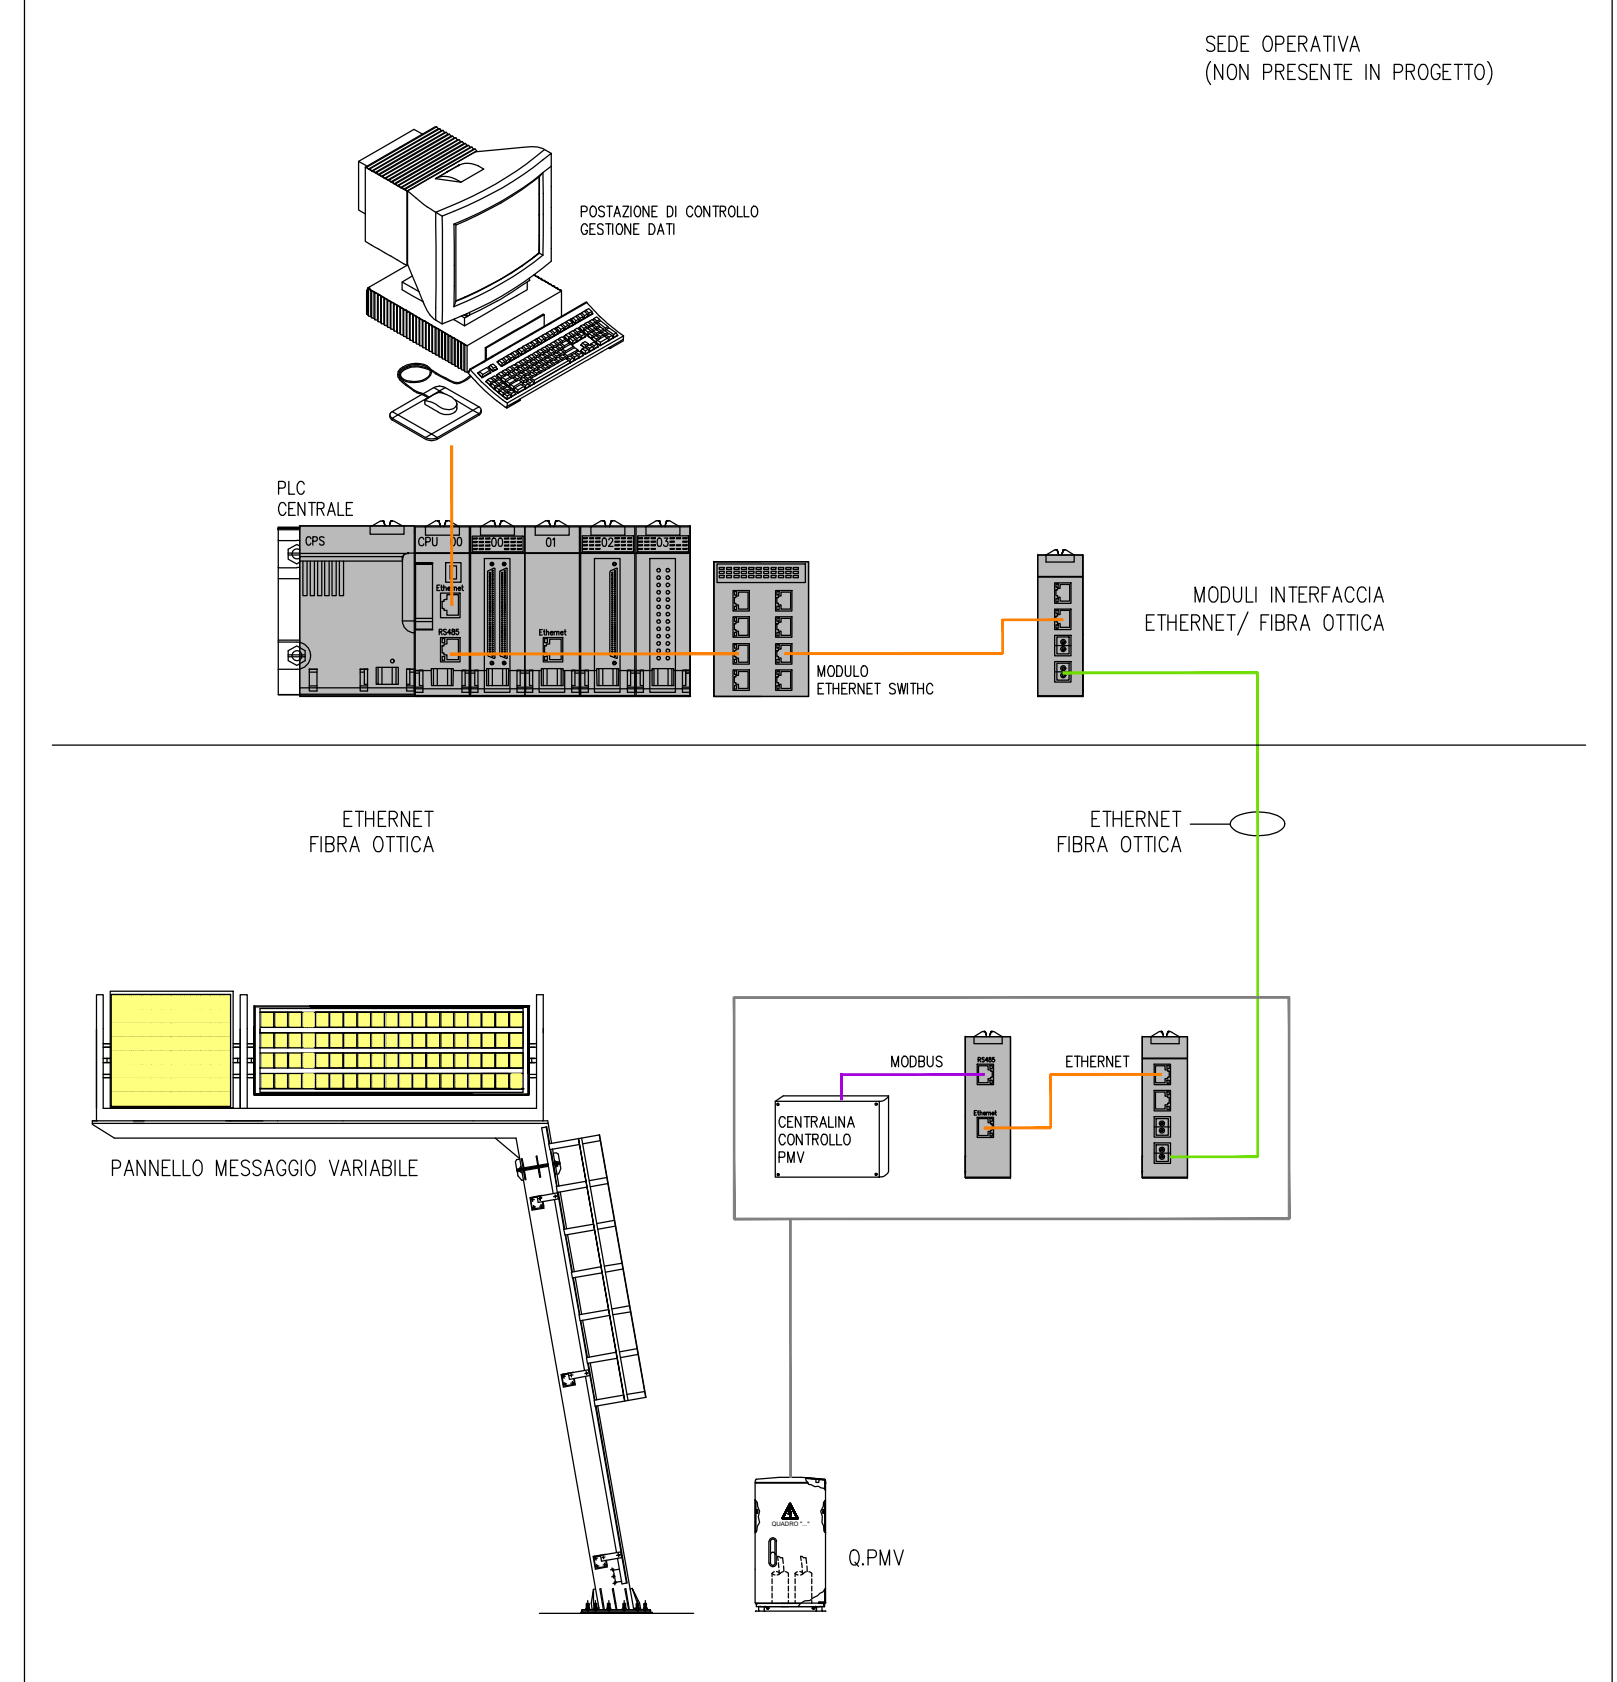 SEDE OPERATIVA
(NON PRESENTE IN PROGETTO)
POSTAZIONE DI CONTROLLO
GESTIONE DATI
PLC
CENTRALE
CPS
CPU 00
00
01
02
03
Ethernet
RS485
Ethernet
MODULO
ETHERNET SWITHC
MODULI INTERFACCIA
ETHERNET/ FIBRA OTTICA
ETHERNET
FIBRA OTTICA
ETHERNET
FIBRA OTTICA
PANNELLO MESSAGGIO VARIABILE
MODBUS
RS485
Ethernet
ETHERNET
CENTRALINA
CONTROLLO
PMV
QUADRO "..."
Q.PMV